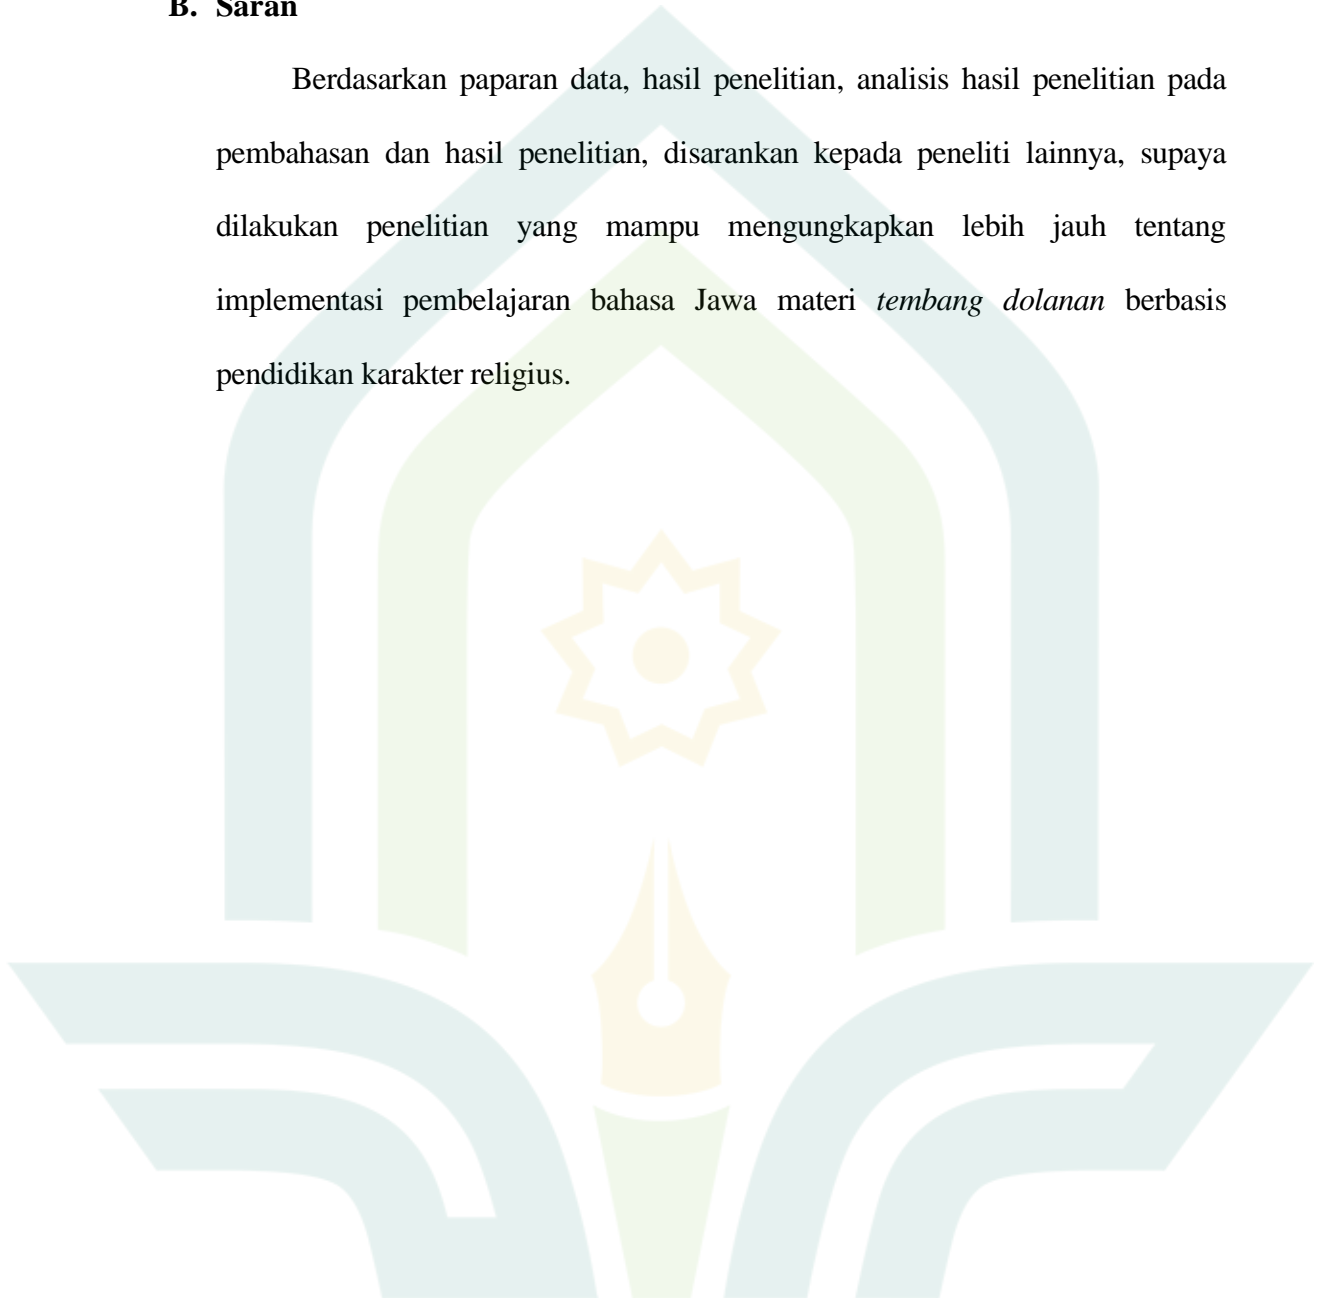 B. Saran
Berdasarkan paparan data, hasil penelitian, analisis hasil penelitian pada
pembahasan dan hasil penelitian, disarankan kepada peneliti lainnya, supaya
dilakukan penelitian yang mampu mengungkapkan lebih jauh tentang
implementasi pembelajaran bahasa Jawa materi tembang dolanan berbasis
pendidikan karakter religius.